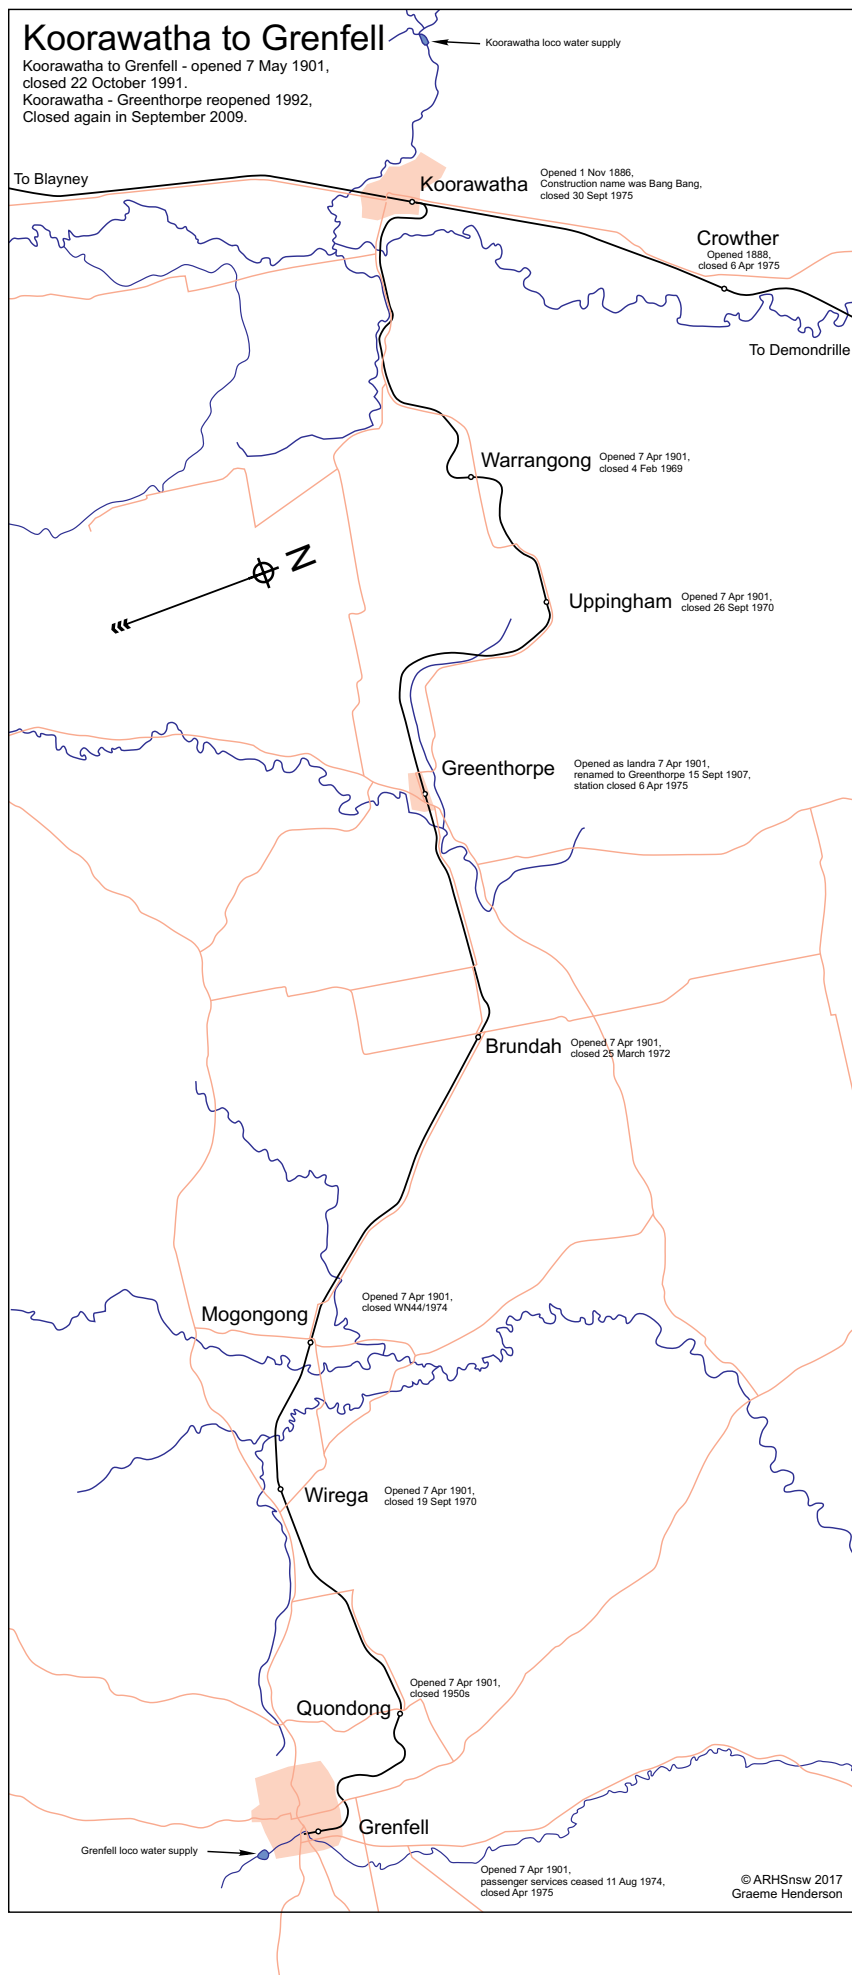 Koorawatha to Grenfell
Koorawatha to Grenfell - opened 7 May 1901,
closed 22 October 1991.
Koorawatha - Greenthorpe reopened 1992,
Closed again in September 2009.
Koorawatha loco water supply
To Blayney
Koorawatha
Opened 1 Nov 1886,
Construction name was Bang Bang,
closed 30 Sept 1975
Crowther
Opened 1888,
closed 6 Apr 1975
To Demondrille
Warrangong
Opened 7 Apr 1901,
closed 4 Feb 1969
N
Uppingham
Opened 7 Apr 1901,
closed 26 Sept 1970
Greenthorpe
Opened as Iandra 7 Apr 1901,
renamed to Greenthorpe 15 Sept 1907,
station closed 6 Apr 1975
Brundah
Opened 7 Apr 1901,
closed 25 March 1972
Mogongong
Opened 7 Apr 1901,
closed WN44/1974
Wirega
Opened 7 Apr 1901,
closed 19 Sept 1970
Opened 7 Apr 1901,
closed 1950s
Quondong
Grenfell
Grenfell loco water supply
Opened 7 Apr 1901,
passenger services ceased 11 Aug 1974,
closed Apr 1975
© ARHSnsw 2017
Graeme Henderson